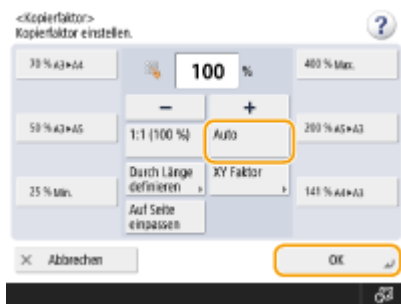 <Kopierfaktor>
Kopierfaktor einstellen.
?
70 % A3►A4
100 %
400 % Max.
− +
50 % A3►A5
1:1 (100 %)
Auto
200 % A5►A3
Durch Länge
definieren
XY Faktor
25 % Min.
141 % A4►A3
Auf Seite
einpassen
× Abbrechen
OK